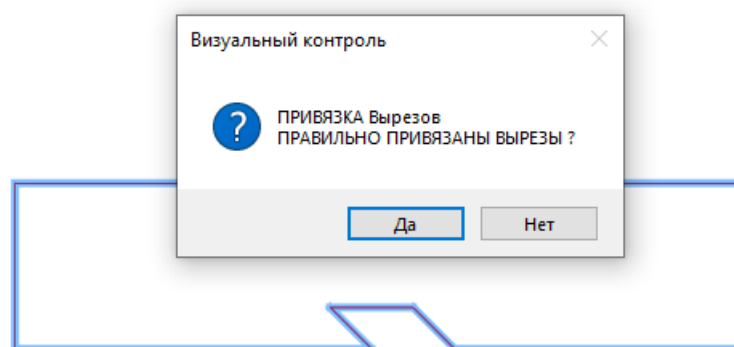 Визуальный контроль
ПРИВЯЗКА Вырезов
ПРАВИЛЬНО ПРИВЯЗАНЫ ВЫРЕЗЫ ?
Да
Нет